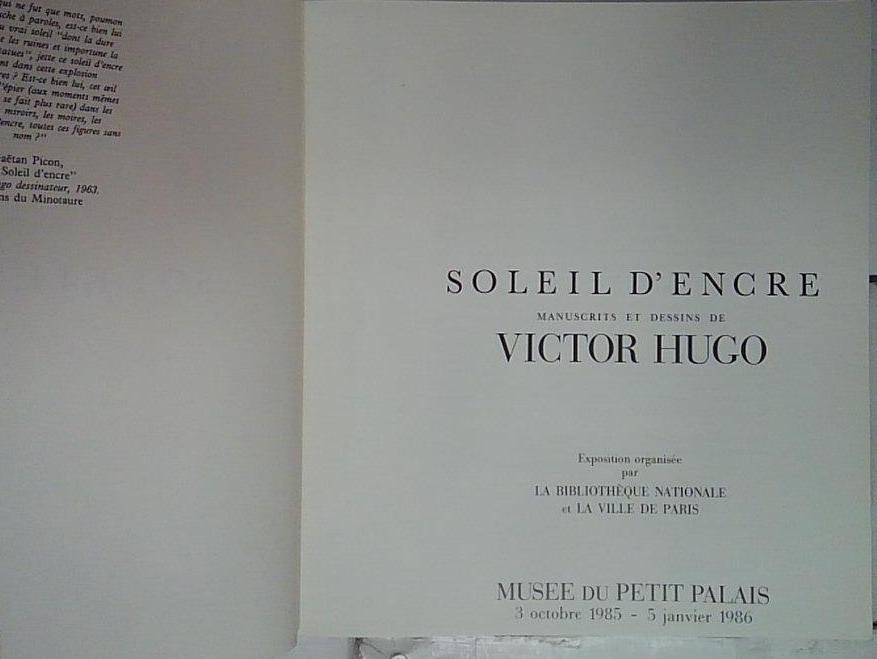 qui ne fut que mots, poumon
à paroles, est-ce bien lui
vrai soleil "dont la dure
les ruines et importune la
jette ce soleil d'encre
dans cette explosion
? Est-ce bien lui, cet œil
(aux moments mêmes
se fait plus rare) dans les
miroirs, les moires, les
toutes ces figures sans
nom ?"
Picon,
Soleil d'encre"
dessinateur, 1963.
du Minotaure
SOLEIL D'ENCRE
MANUSCRITS ET DESSINS DE
VICTOR HUGO
Exposition organisée
par
LA BIBLIOTHÈQUE NATIONALE
et LA VILLE DE PARIS
MUSEE DU PETIT PALAIS
3 octobre 1985 - 5 janvier 1986